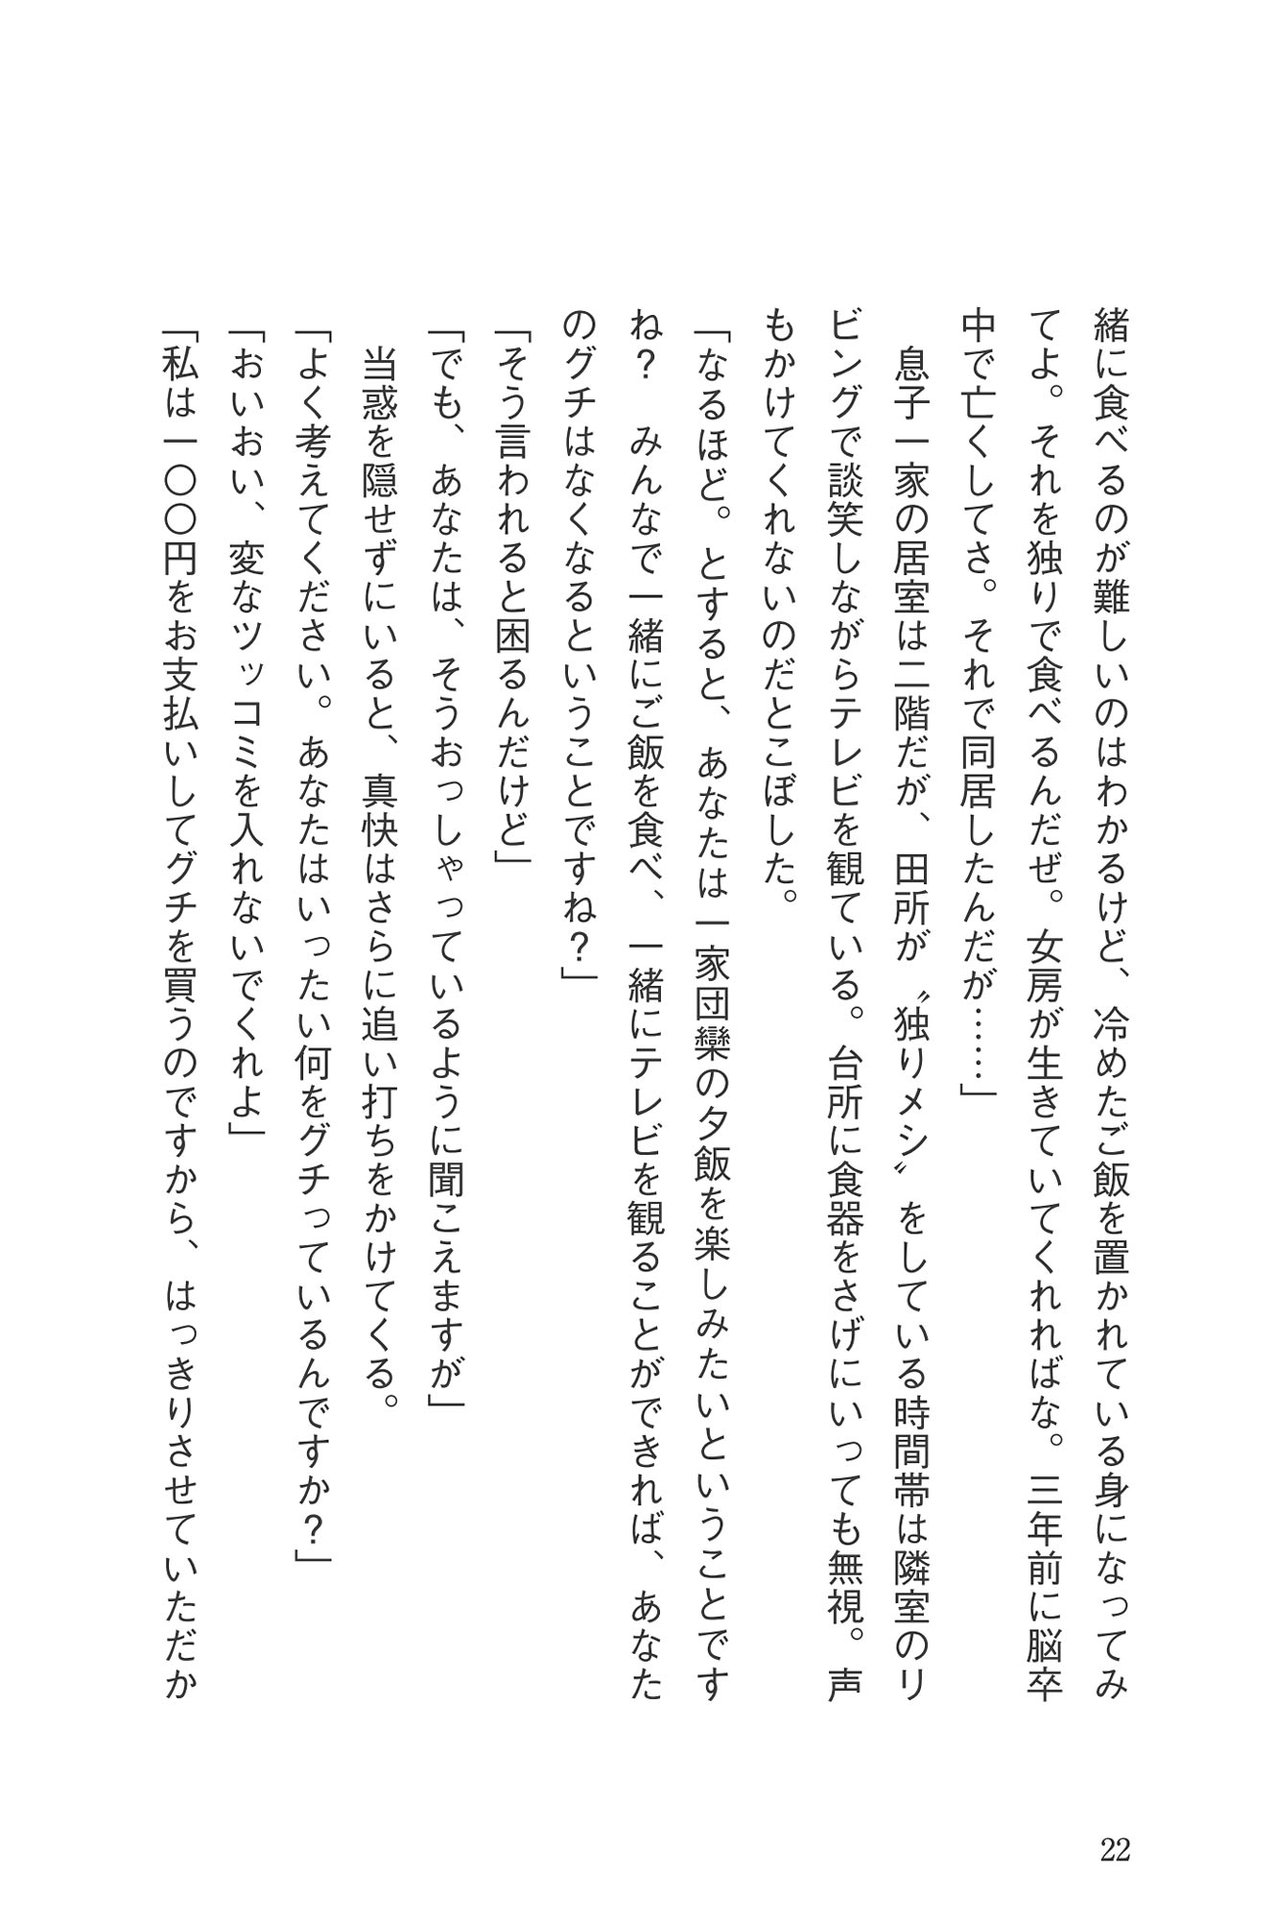 緒に食べるのが難しいのはわかるけど、冷めたご飯を置かれている身になってみ
てよ。それを独りで食べるんだぜ。女房が生きていてくれればな。三年前に脳卒
中で亡くしてさ。それで同居したんだが……」
　息子一家の居室は二階だが、田所が〝独りメシ〟をしている時間帯は隣室のリ
ビングで談笑しながらテレビを観ている。台所に食器をさげにいっても無視。声
もかけてくれないのだとこぼした。
「なるほど。とすると、あなたは一家団欒の夕飯を楽しみたいということです
ね？　みんなで一緒にご飯を食べ、一緒にテレビを観ることができれば、あなた
のグチはなくなるということですね？」
「そう言われると困るんだけど」
「でも、あなたは、そうおっしゃっているように聞こえますが」
　当惑を隠せずにいると、真快はさらに追い打ちをかけてくる。
「よく考えてください。あなたはいったい何をグチっているんですか？」
「おいおい、変なツッコミを入れないでくれよ」
「私は一〇〇円をお支払いしてグチを買うのですから、はっきりさせていただか
22